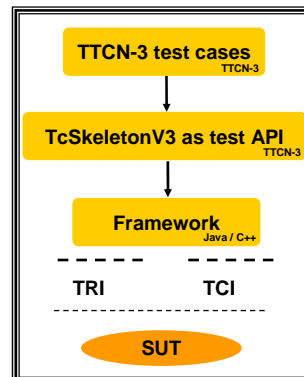 TTCN-3 test cases
TTCN-3
TcSkeletonV3 as test API
TTCN-3
Framework
Java / C++
TRI TCI
SUT